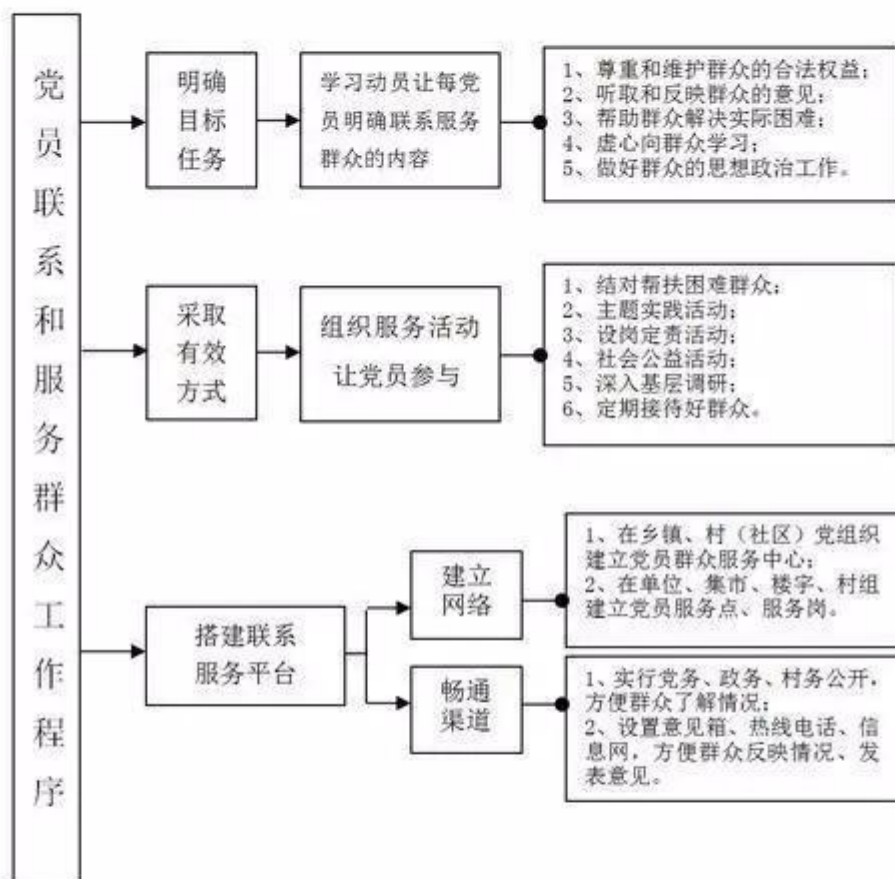 党员联系和服务群众工作程序
明确
目标
任务
学习动员让每党
员明确联系服务
群众的内容
1、尊重和维护群众的合法权益；
2、听取和反映群众的意见；
3、帮助群众解决实际困难；
4、虚心向群众学习；
5、做好群众的思想政治工作。
采取
有效
方式
组织服务活动
让党员参与
1、结对帮扶困难群众；
2、主题实践活动；
3、设岗定责活动；
4、社会公益活动；
5、深入基层调研；
6、定期接待好群众。
搭建联系
服务平台
建立
网络
1、在乡镇、村（社区）党组织
建立党员群众服务中心；
2、在单位、集市、楼宇、村组
建立党员服务点、服务岗。
畅通
渠道
1、实行党务、政务、村务公开，
方便群众了解情况；
2、设置意见箱、热线电话、信
息网，方便群众反映情况、发
表意见。